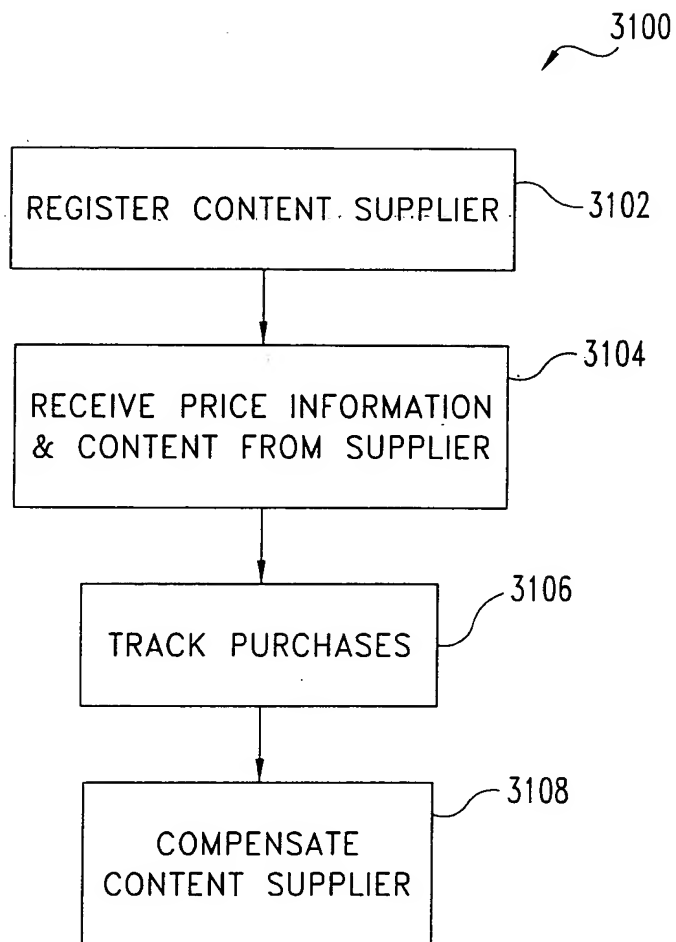 3100
REGISTER CONTENT SUPPLIER
3102
RECEIVE PRICE INFORMATION
& CONTENT FROM SUPPLIER
3104
TRACK PURCHASES
3106
COMPENSATE
CONTENT SUPPLIER
3108